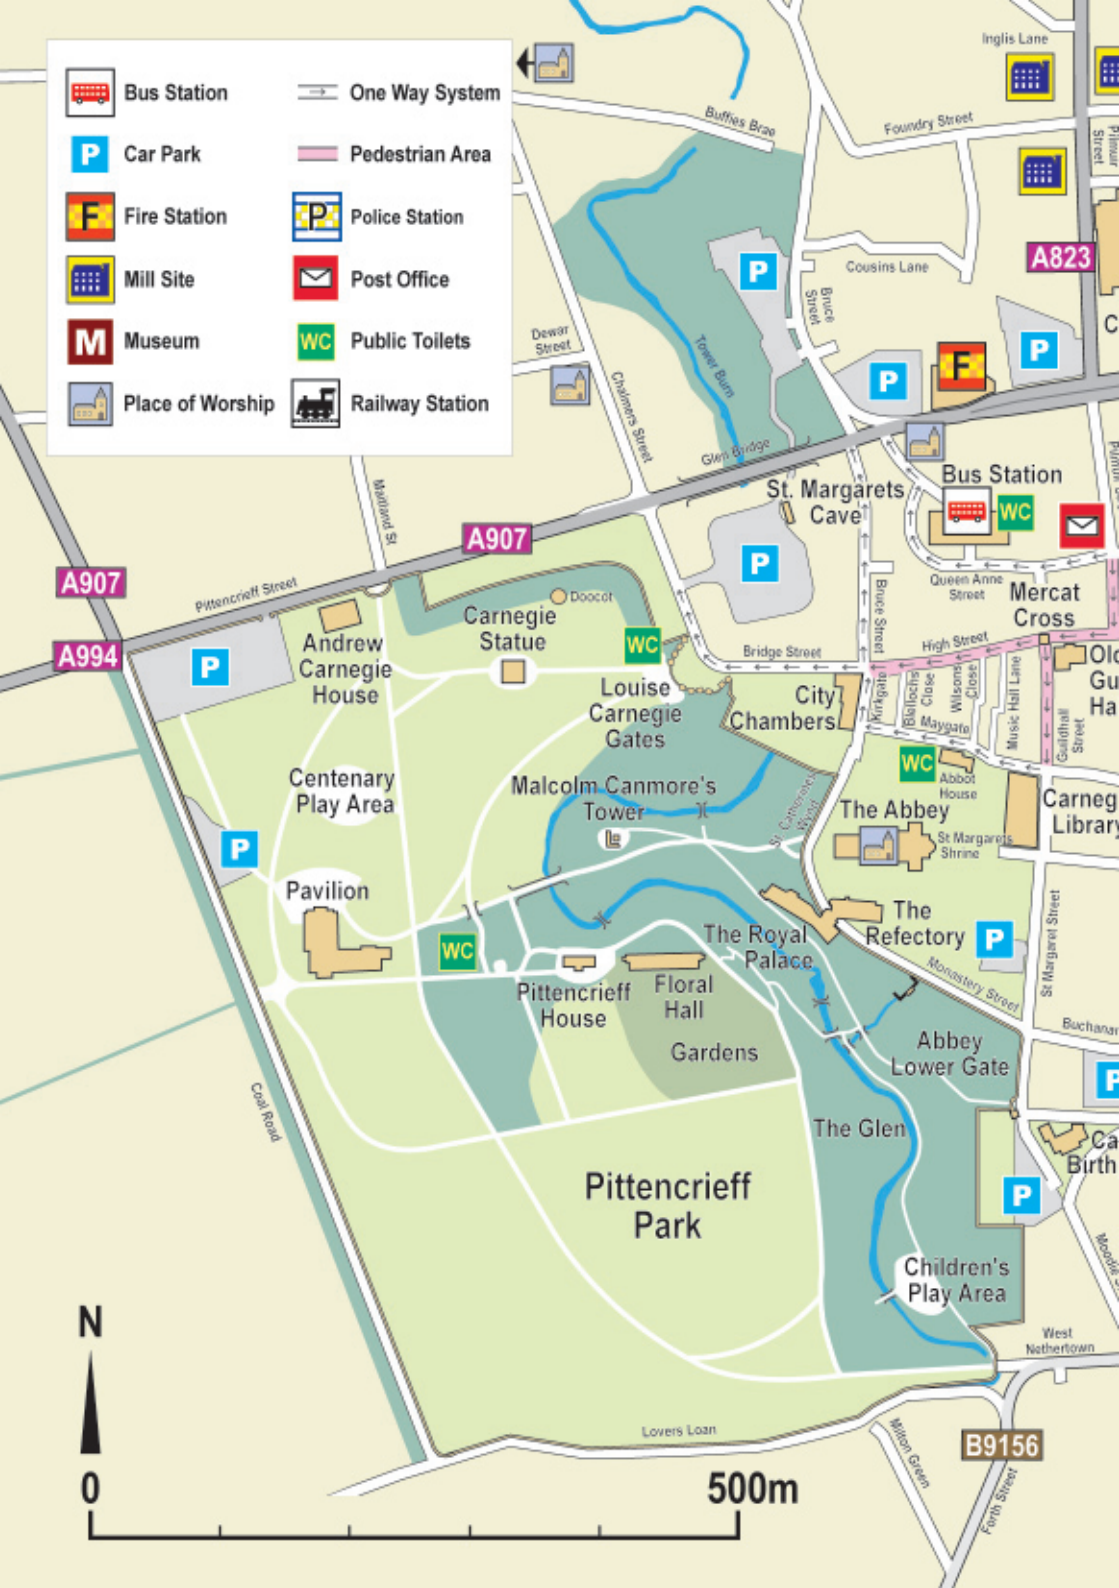 Bus Station
One Way System
P
Car Park
Pedestrian Area
F
Fire Station
P
Police Station
Mill Site
Post Office
M
Museum
WC
Public Toilets
Place of Worship
Railway Station
Inglis Lane
Buffies Brae
Foundry Street
Street
A823
P
Cousins Lane
Bruce
Street
P
P
F
Dewar
Street
Tower Burn
Chalmers Street
Glen Bridge
Maitland St
St. Margarets
Cave
Bus Station
WC
A907
A907
P
Pittencrieff Street
Queen Anne
Street
Bruce Street
Mercat
Cross
Doocot
Carnegie
Statue
WC
Andrew
Carnegie
House
A994
P
Bridge Street
High Street
Louise
Carnegie
Gates
City
Chambers
Kirkgate
Wilsons
Close
Music Hall Lane
Guildhall
Street
Maygate
WC
Abbot
House
Centenary
Play Area
Malcolm Canmore's
Tower
The Abbey
St Margarets
Shrine
Library
P
Pavilion
The Royal
Palace
The
Refectory
P
St Margaret Street
WC
Pittencrieff
House
Floral
Hall
Gardens
Monastery Street
Abbey
Lower Gate
P
Coal Road
The Glen
Pittencrieff
Park
P
Children's
Play Area
West
Nethertown
N
Lovers Loan
Milton Green
B9156
Forth Street
0
500m